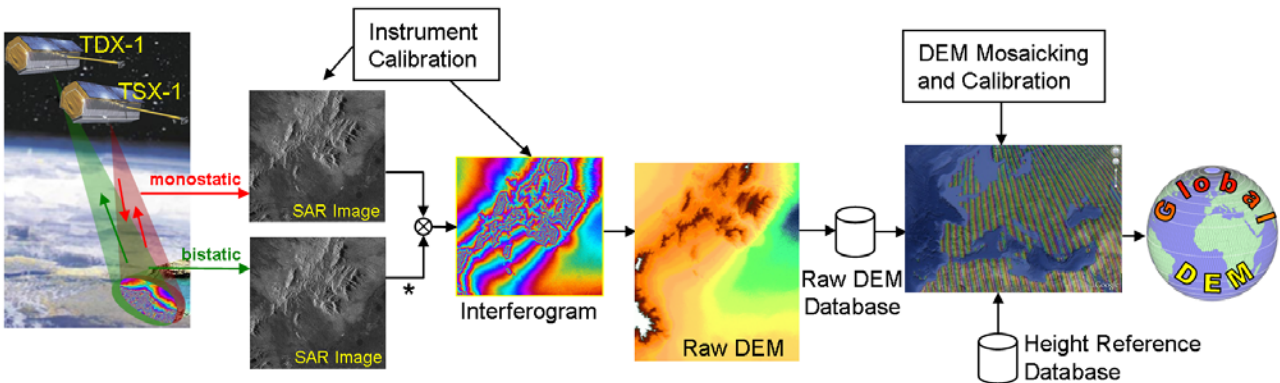 TDX-1
TSX-1
monostatic
bistatic
Instrument
Calibration
SAR Image
SAR Image
*
Interferogram
Raw DEM
Raw DEM
Database
DEM Mosaicking
and Calibration
Google
Height Reference
Database
Global
DEM